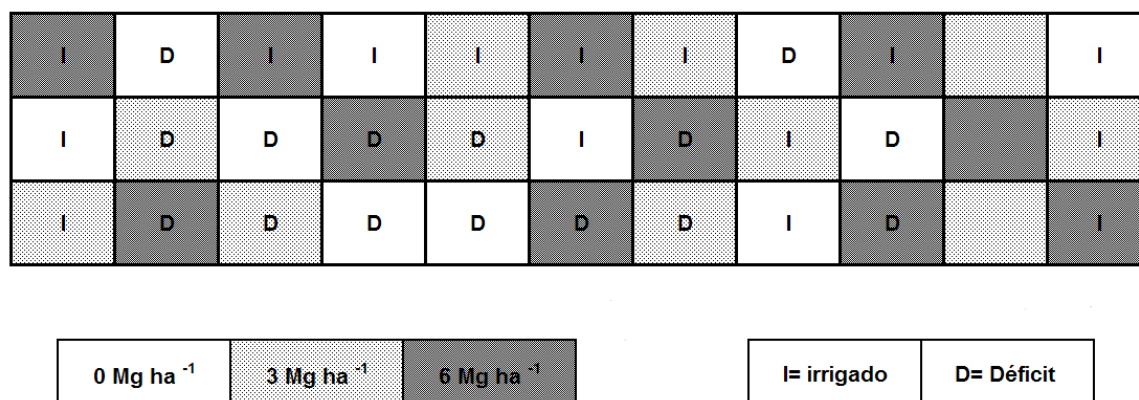 I D I I I I I D I I
I D D D D I D I D I
I D D D D D D I D I
0 Mg ha -1 3 Mg ha -1 6 Mg ha -1 I= irrigado D= Déficit